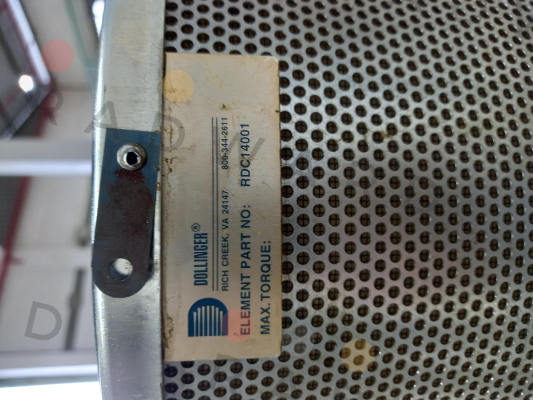 DOLLINGER®
RICH CREEK, VA 24147 800-344-2611
ELEMENT PART NO: RDC14001
MAX. TORQUE: